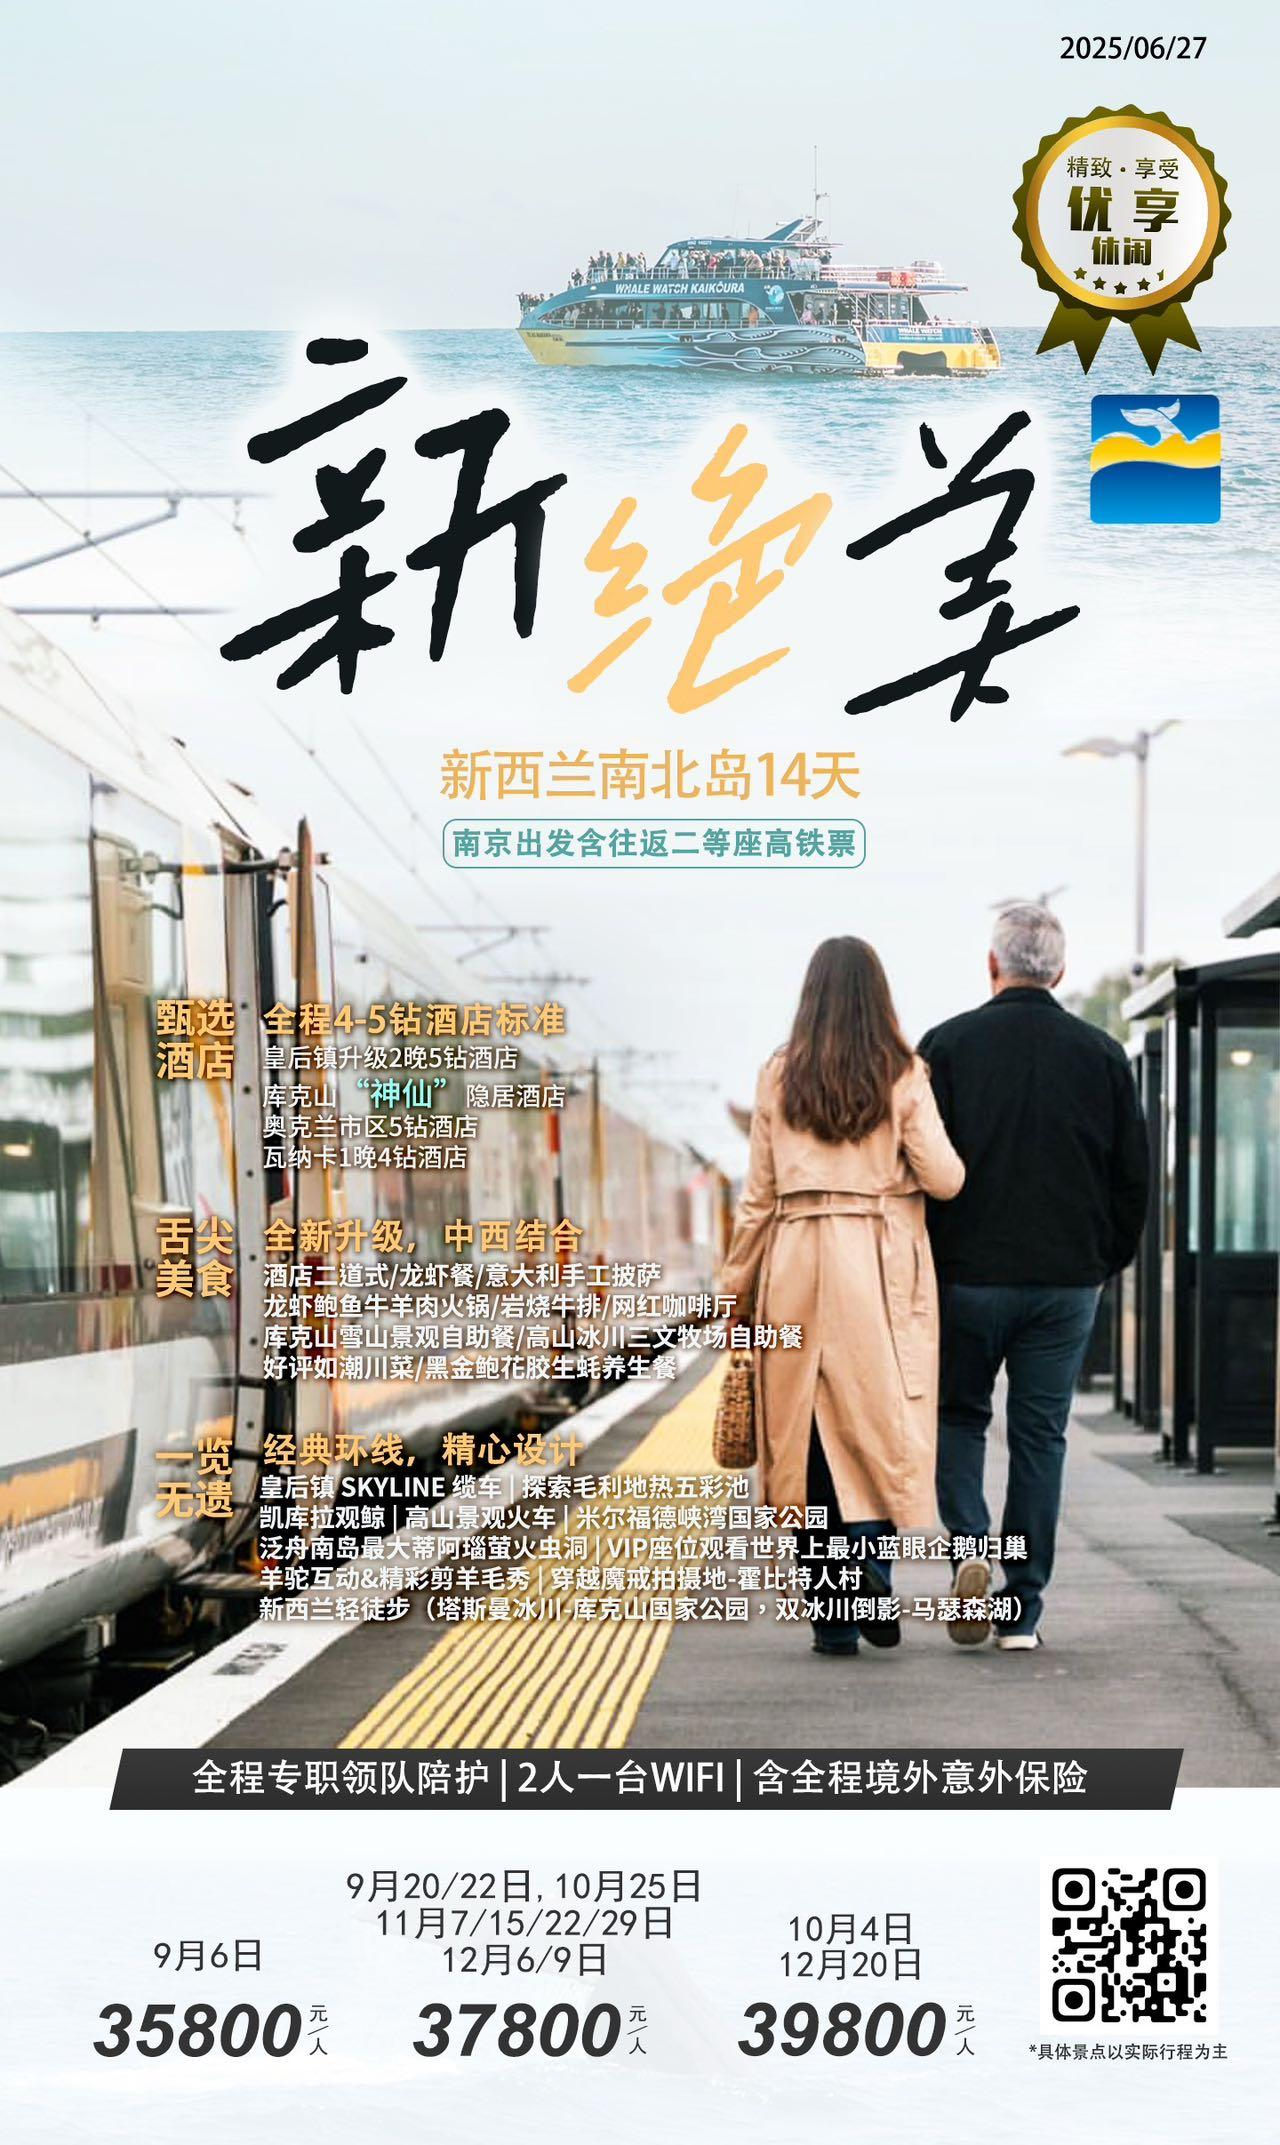 2025/06/27
精致·享受
优享
休闲
WHALE WATCH KAIKŌURA
WHALE WATCH
新绝美
新西兰南北岛14天
南京出发含往返二等座高铁票
甄选
酒店
全程4-5钻酒店标准
皇后镇升级2晚5钻酒店
库克山“神仙”隐居酒店
奥克兰市区5钻酒店
瓦纳卡1晚4钻酒店
舌尖
美食
全新升级，中西结合
酒店二道式/龙虾餐/意大利手工披萨
龙虾鲍鱼牛羊肉火锅/岩烧牛排/网红咖啡厅
库克山雪山景观自助餐/高山冰川三文牧场自助餐
好评如潮川菜/黑金鲍花胶生蚝养生餐
一览
无遗
经典环线，精心设计
皇后镇 SKYLINE 缆车 | 探索毛利地热五彩池
凯库拉观鲸 | 高山景观火车 | 米尔福德峡湾国家公园
泛舟南岛最大蒂阿瑙萤火虫洞 | VIP座位观看世界上最小蓝眼企鹅归巢
羊驼互动&精彩剪羊毛秀 | 穿越魔戒拍摄地-霍比特人村
新西兰轻徒步（塔斯曼冰川-库克山国家公园，双冰川倒影-马瑟森湖）
全程专职领队陪护 | 2人一台WIFI | 含全程境外意外保险
9月6日
35800元/人
9月20/22日,10月25日
11月7/15/22/29日
12月6/9日
37800元/人
10月4日
12月20日
39800元/人
*具体景点以实际行程为主